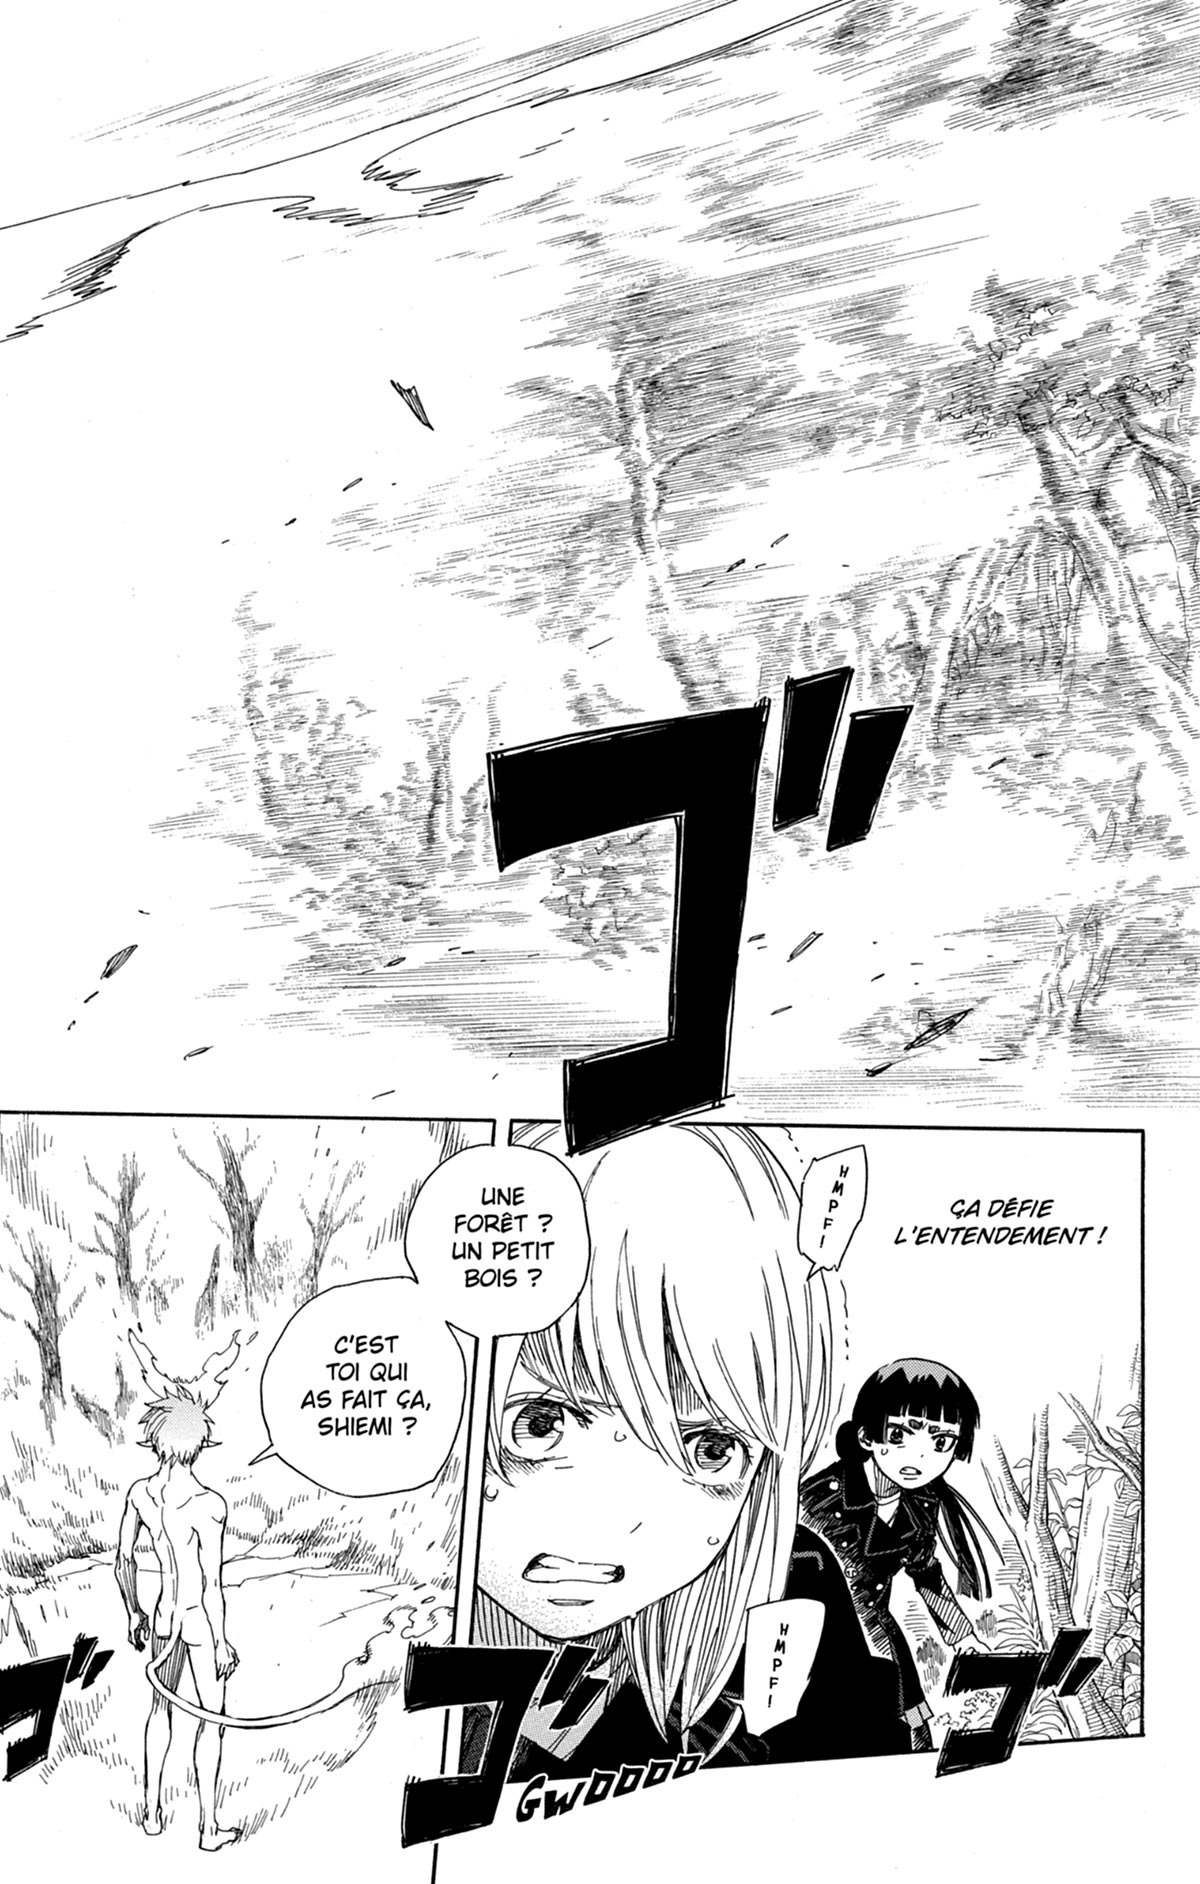 ゴ
ÇA DÉFIE
L'ENTENDEMENT !
HMPF!
HMPF!
ゴ
ゴ
GWOOOO
UNE
FORÊT ?
UN PETIT
BOIS ?
C'EST
TOI QUI
AS FAIT ÇA,
SHIEMI ?
ゴ